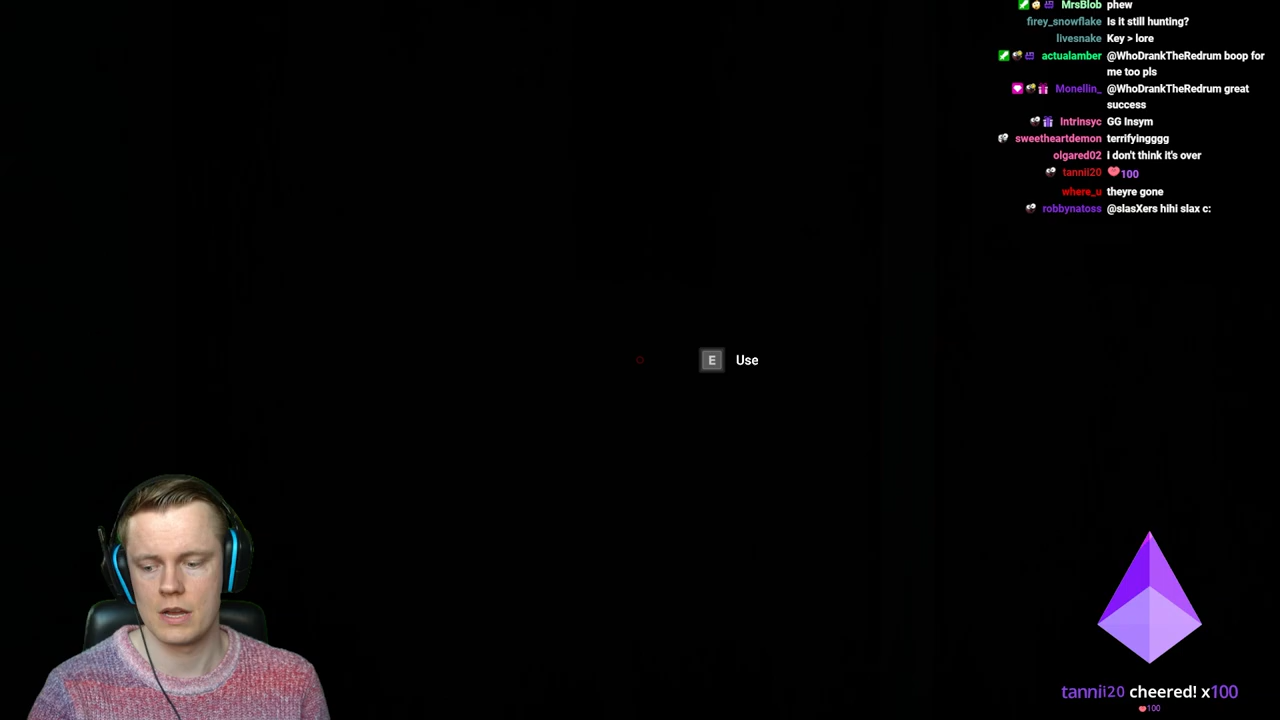 MrsBlob phew
firey_snowflake Is it still hunting?
livesnake Key > lore
actualamber @WhoDrankTheRedrum boop for
me too pls
Monellin_ @WhoDrankTheRedrum great
success
Intrinsyc GG Insym
sweetheartdemon terrifyingggg
olgared02 i don't think it's over
tannii20 100
where_u theyre gone
robbynatoss @slasXers hihi slax c:
E Use
tannii20 cheered! x100
100